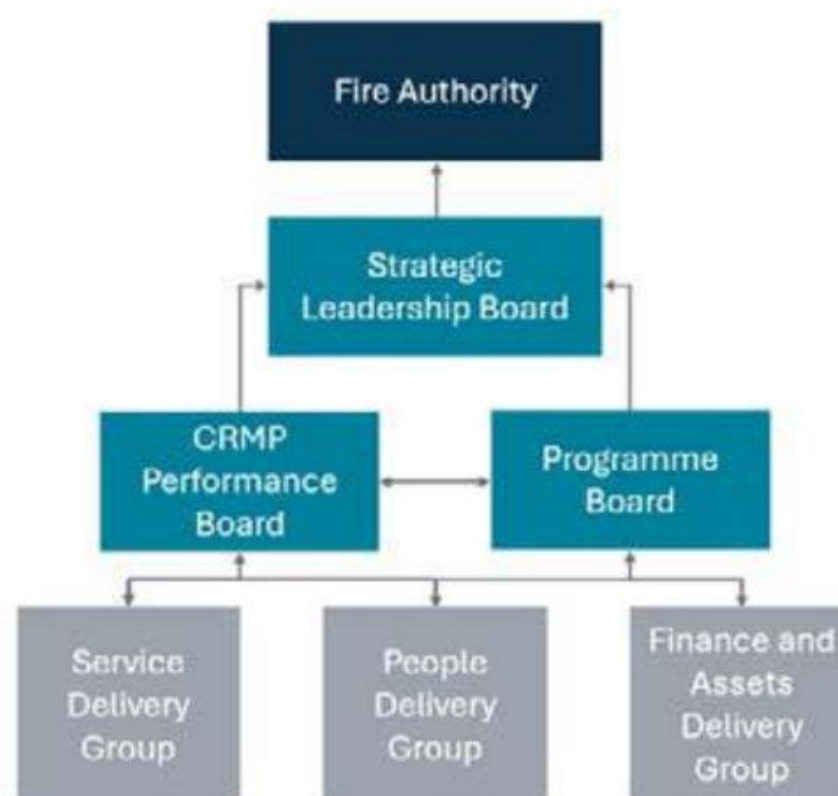 Fire Authority
Strategic
Leadership Board
CRMP
Performance
Board
Programme
Board
Service
Delivery
Group
People
Delivery
Group
Finance and
Assets
Delivery
Group